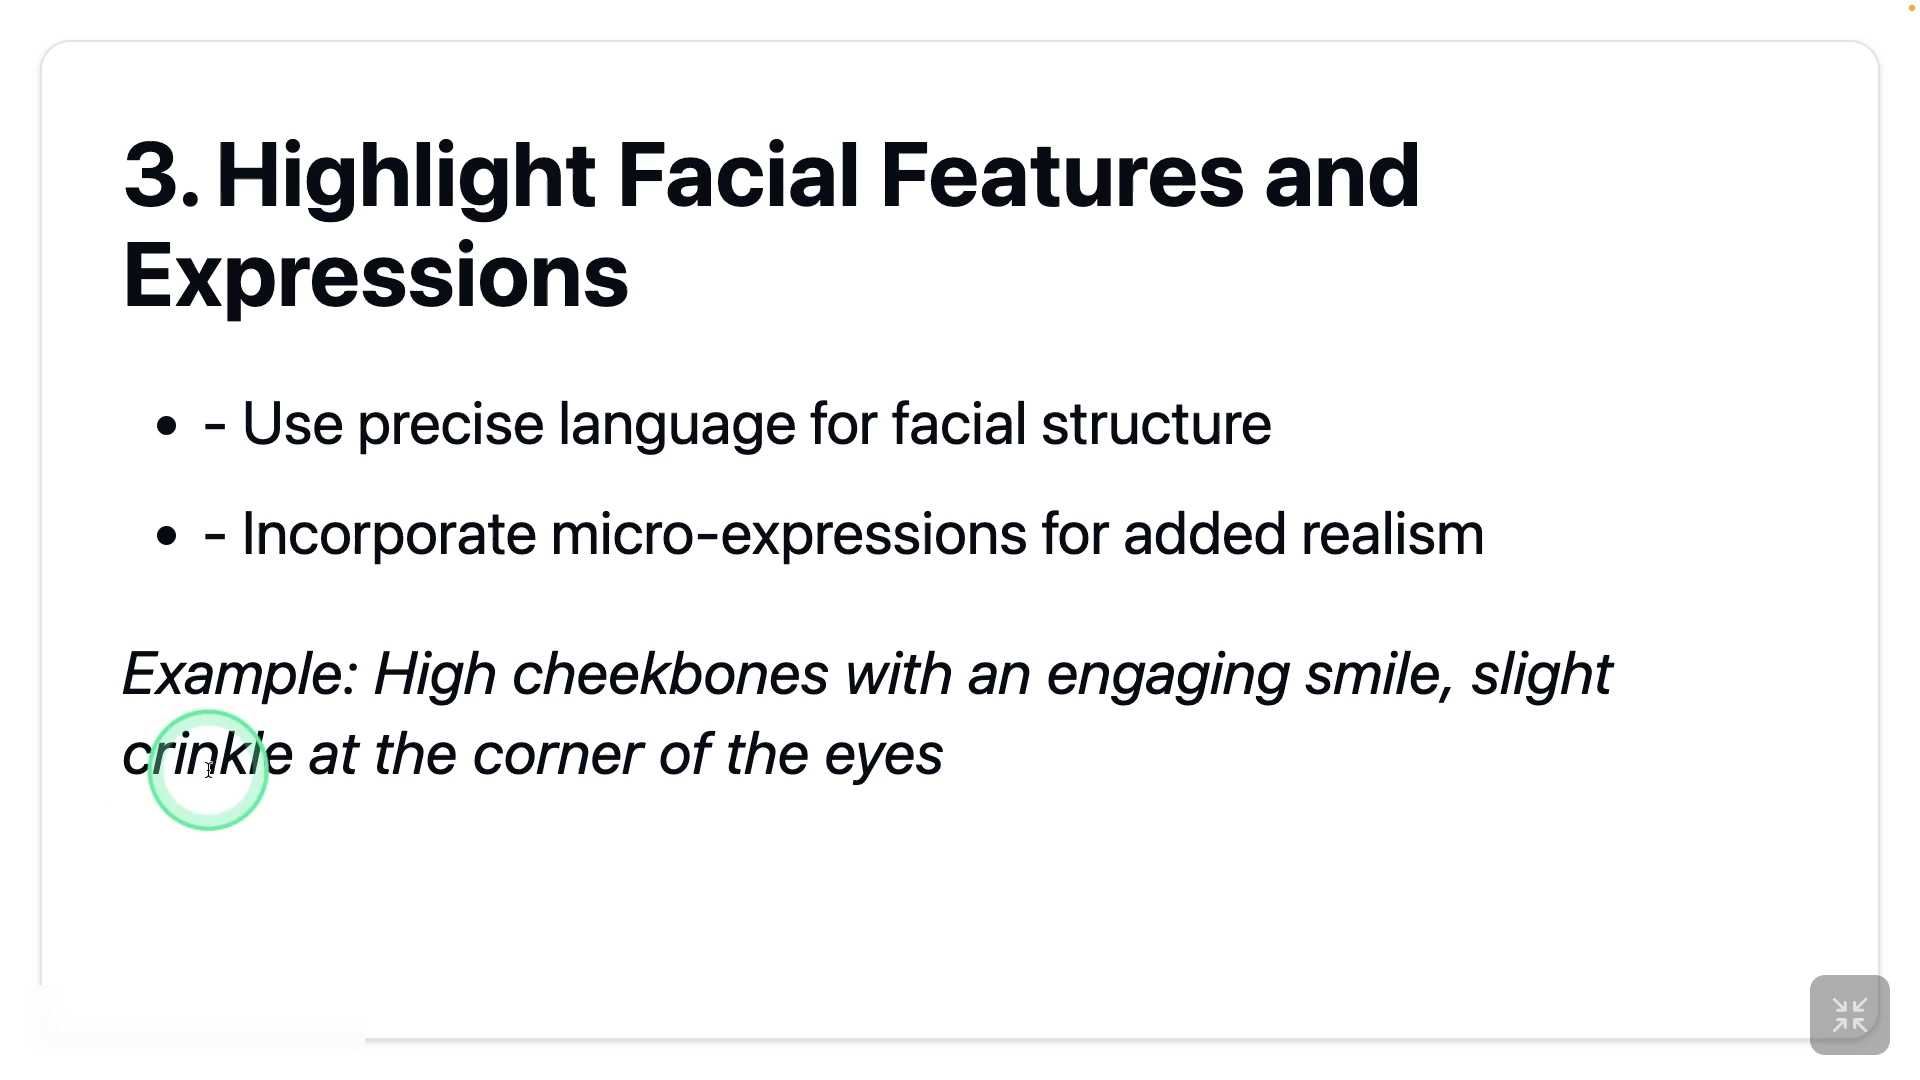 3. Highlight Facial Features and
Expressions
• - Use precise language for facial structure
• - Incorporate micro-expressions for added realism
Example: High cheekbones with an engaging smile, slight
crinkle at the corner of the eyes